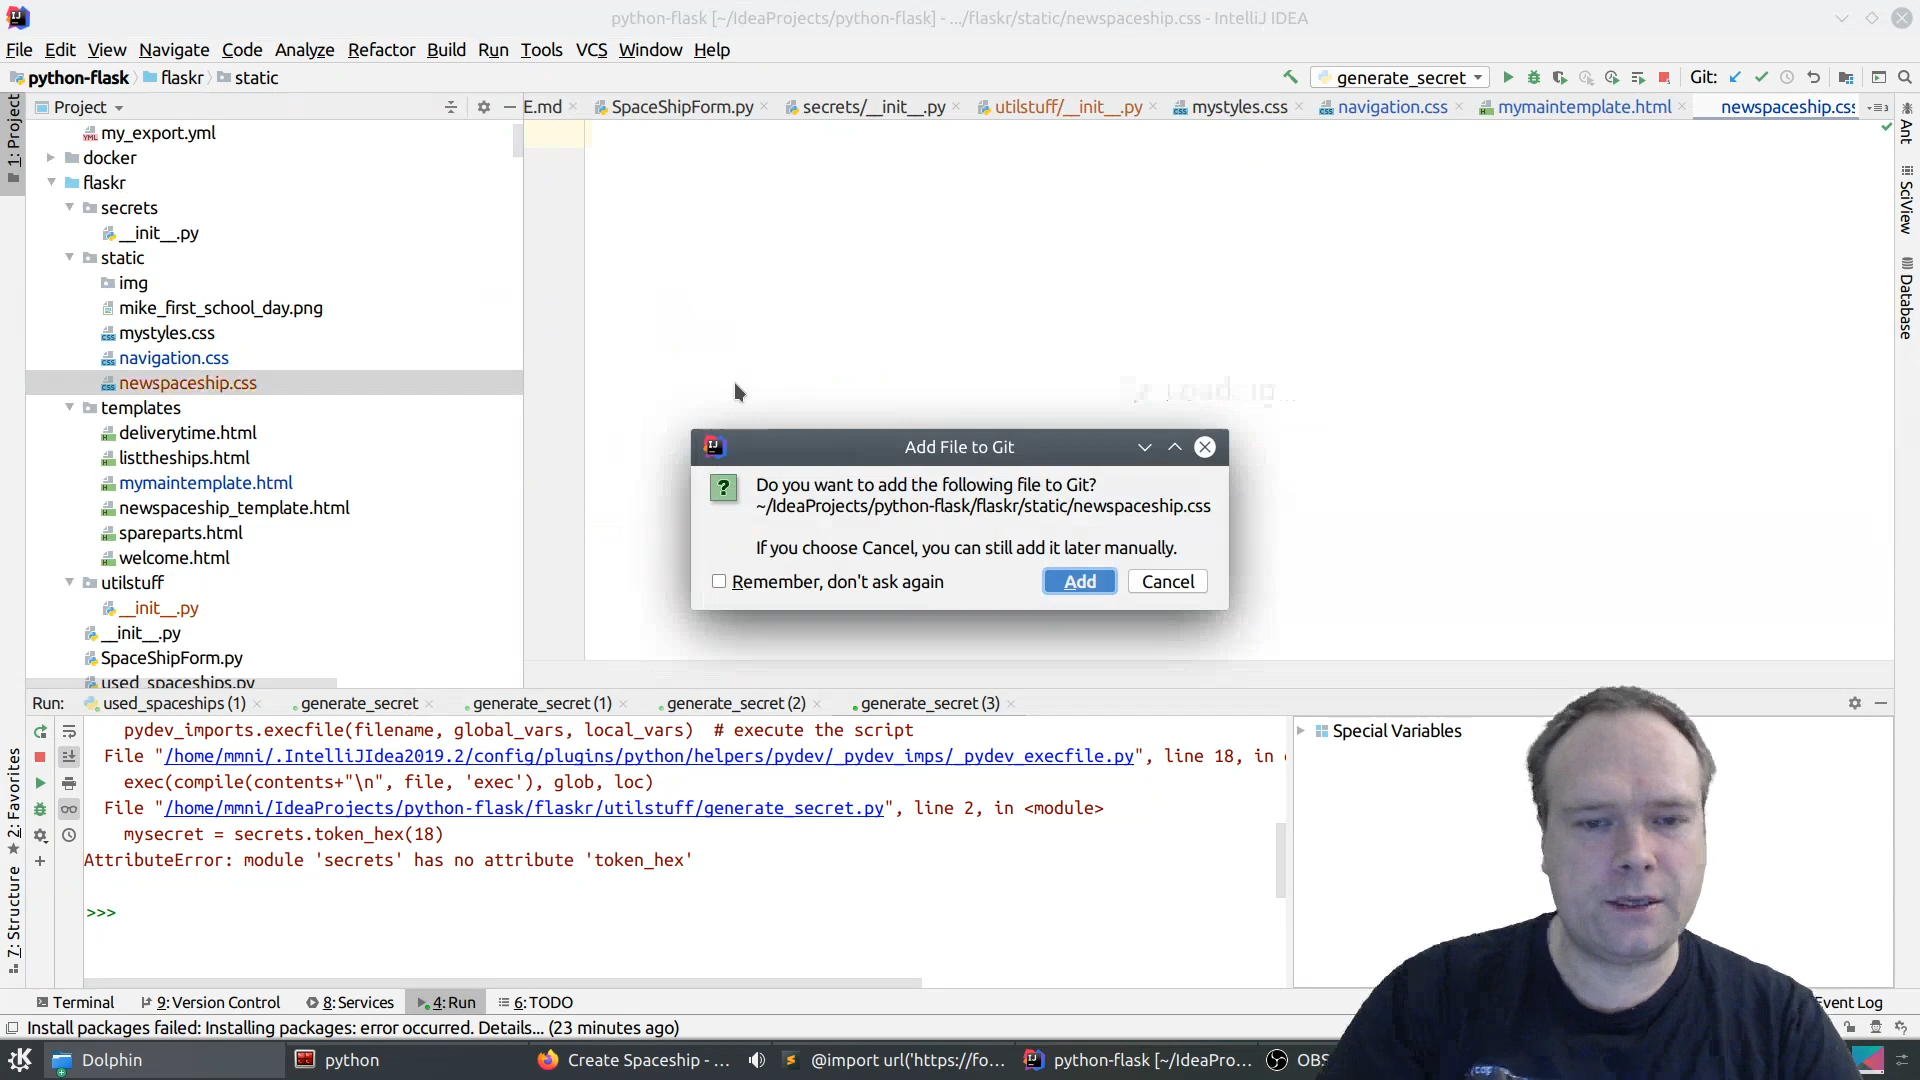 python-flask [~/IdeaProjects/python-flask] - .../flaskr/static/newspaceship.css - IntelliJ IDEA
File Edit View Navigate Code Analyze Refactor Build Run Tools VCS Window Help
python-flask flaskr static
generate_secret
Git:
1: Project
Project
E.md
SpaceShipForm.py
secrets/__init__.py
utilstuff/__init__.py
mystyles.css
navigation.css
mymaintemplate.html
newspaceship.css
3
Ant
SciView
Database
my_export.yml
docker
flaskr
secrets
__init__.py
static
img
mike_first_school_day.png
mystyles.css
navigation.css
newspaceship.css
templates
deliverytime.html
listtheships.html
mymaintemplate.html
newspaceship_template.html
spareparts.html
welcome.html
utilstuff
__init__.py
__init__.py
SpaceShipForm.py
used_spaceships.py
Add File to Git
Do you want to add the following file to Git?
~/IdeaProjects/python-flask/flaskr/static/newspaceship.css
If you choose Cancel, you can still add it later manually.
Remember, don't ask again
Add
Cancel
Run: used_spaceships (1) generate_secret generate_secret (1) generate_secret (2) generate_secret (3)
pydev_imports.execfile(filename, global_vars, local_vars)  # execute the script
File "/home/mmni/.IntelliJIdea2019.2/config/plugins/python/helpers/pydev/_pydev_imps/_pydev_execfile.py", line 18, in
exec(compile(contents+"\n", file, 'exec'), glob, loc)
File "/home/mmni/IdeaProjects/python-flask/flaskr/utilstuff/generate_secret.py", line 2, in <module>
mysecret = secrets.token_hex(18)
AttributeError: module 'secrets' has no attribute 'token_hex'
>>>
Special Variables
2: Favorites
7: Structure
Terminal 9: Version Control 8: Services 4: Run 6: TODO
Event Log
Install packages failed: Installing packages: error occurred. Details... (23 minutes ago)
Dolphin
python
Create Spaceship - ...
@import url('https://fo...
python-flask [~/IdeaPro...
OBS